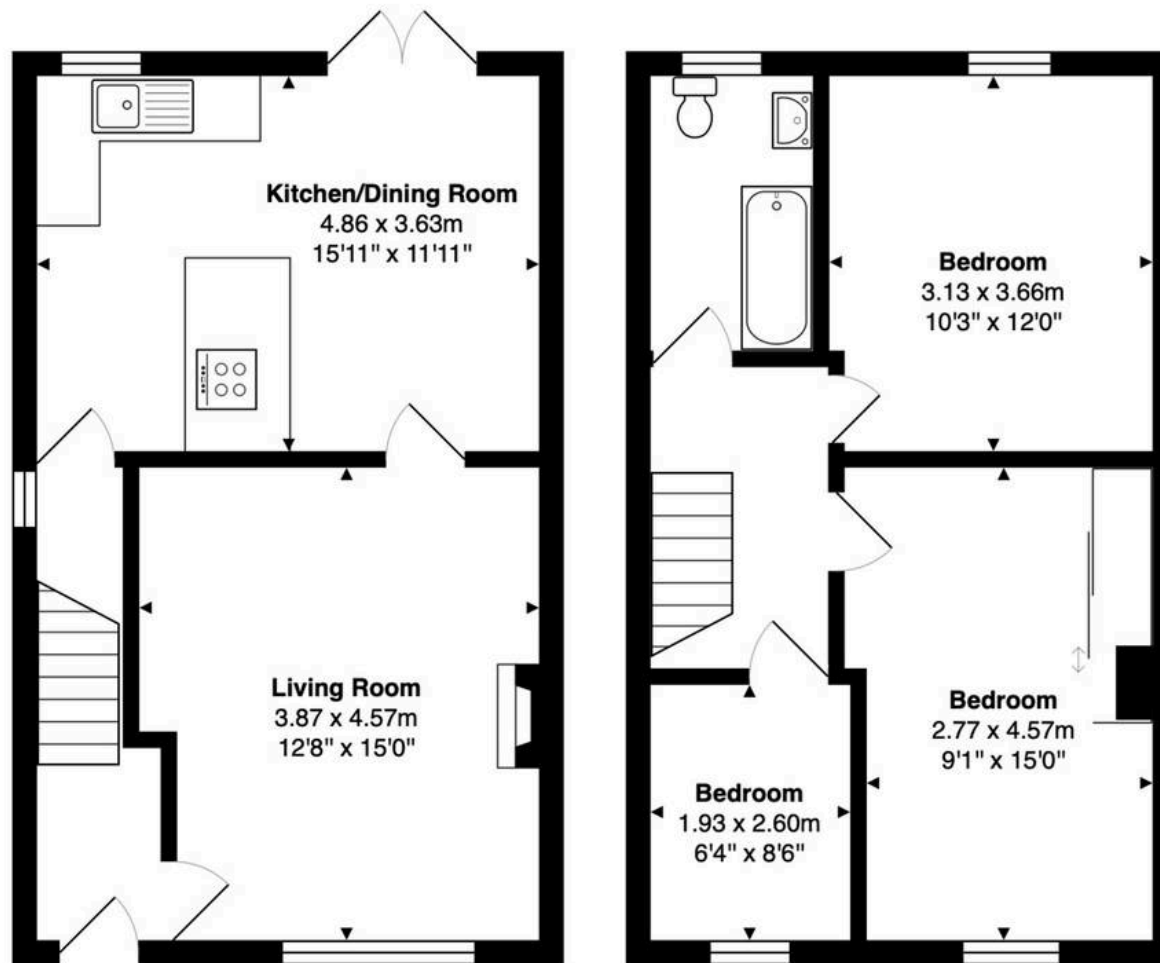 Kitchen/Dining Room
4.86 x 3.63m
15'11" x 11'11"
Living Room
3.87 x 4.57m
12'8" x 15'0"
Bedroom
3.13 x 3.66m
10'3" x 12'0"
Bedroom
2.77 x 4.57m
9'1" x 15'0"
Bedroom
1.93 x 2.60m
6'4" x 8'6"